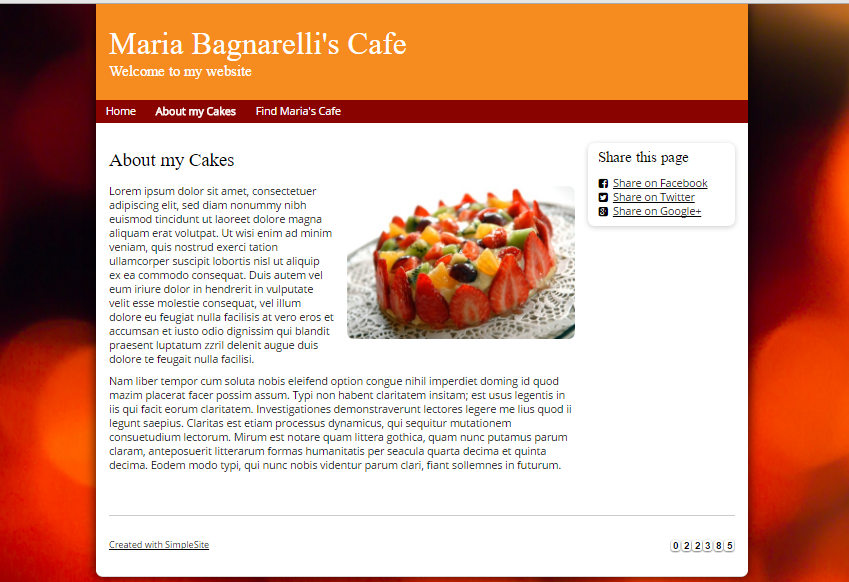 Maria Bagnarelli's Cafe
Welcome to my website
Home About my Cakes Find Maria's Cafe
About my Cakes
Lorem ipsum dolor sit amet, consectetuer
adipiscing elit, sed diam nonummy nibh
euismod tincidunt ut laoreet dolore magna
aliquam erat volutpat. Ut wisi enim ad minim
veniam, quis nostrud exerci tation
ullamcorper suscipit lobortis nisl ut aliquip
ex ea commodo consequat. Duis autem vel
eum iriure dolor in hendrerit in vulputate
velit esse molestie consequat, vel illum
dolore eu feugiat nulla facilisis at vero eros et
accumsan et iusto odio dignissim qui blandit
praesent luptatum zzril delenit augue duis
dolore te feugait nulla facilisi.
Nam liber tempor cum soluta nobis eleifend option congue nihil imperdiet doming id quod
mazim placerat facer possim assum. Typi non habent claritatem insitam; est usus legentis in
iis qui facit eorum claritatem. Investigationes demonstraverunt lectores legere me lius quod ii
legunt saepius. Claritas est etiam processus dynamicus, qui sequitur mutationem
consuetudium lectorum. Mirum est notare quam littera gothica, quam nunc putamus parum
claram, anteposuerit litterarum formas humanitatis per seacula quarta decima et quinta
decima. Eodem modo typi, qui nunc nobis videntur parum clari, fiant sollemnes in futurum.
Share this page
Share on Facebook
Share on Twitter
Share on Google+
Created with SimpleSite
022385